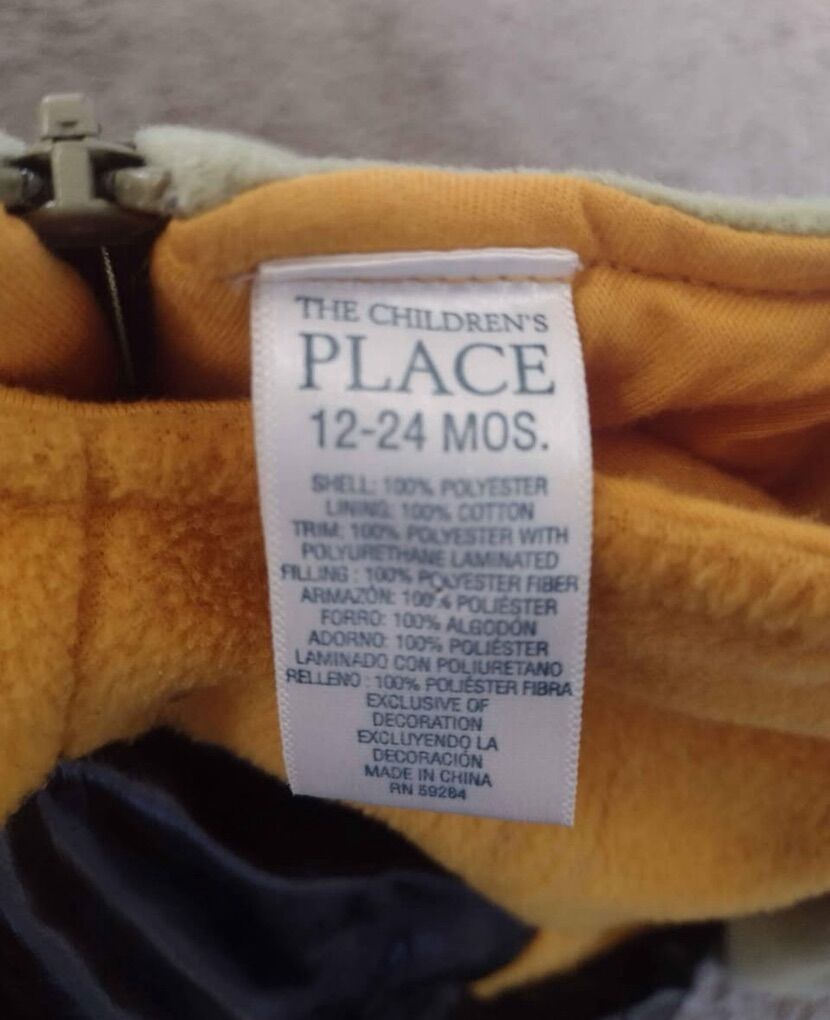 THE CHILDREN'S
PLACE
12-24 MOS.
SHELL: 100% POLYESTER
LINING: 100% COTTON
TRIM: 100% POLYESTER WITH
POLYURETHANE LAMINATED
FILLING : 100% POLYESTER FIBER
ARMAZÓN: 100% POLIÉSTER
FORRO: 100% ALGODÓN
ADORNO: 100% POLIÉSTER
LAMINADO CON POLIURETANO
RELLENO : 100% POLIÉSTER FIBRA
EXCLUSIVE OF
DECORATION
EXCLUYENDO LA
DECORACIÓN
MADE IN CHINA
RN 59284